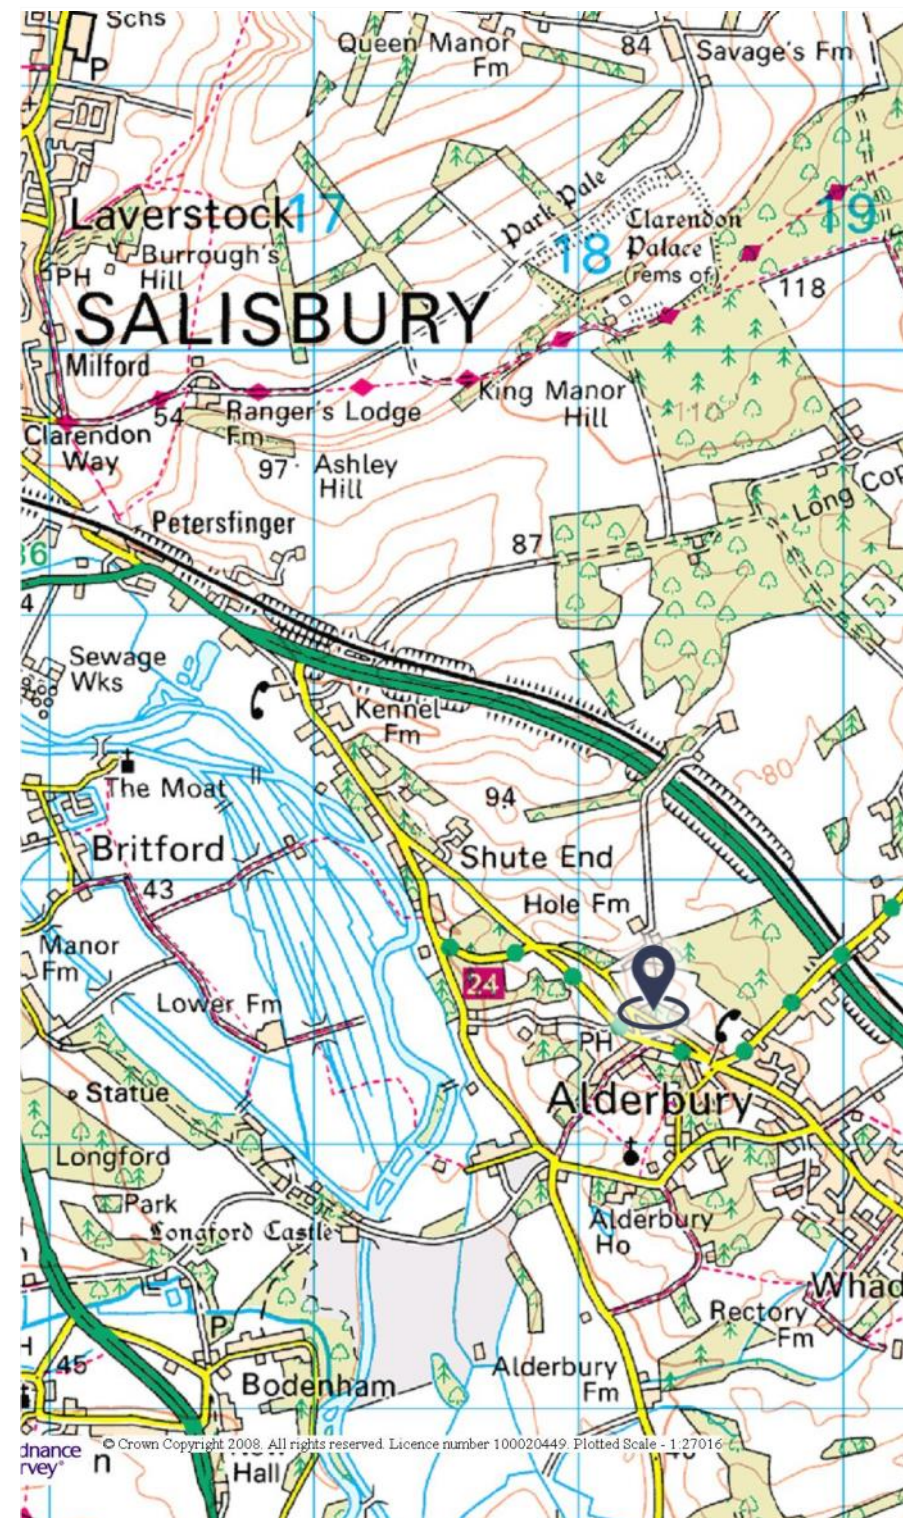 Schs
P
Queen Manor
Fm
84
Savage's Fm
Laverstock
17
Park Pale
Clarendon
Palace
(rems of)
18
19
Burrough's
Hill
PH
118
SALISBURY
Milford
54
Ranger's Lodge
Fm
King Manor
Hill
110
Clarendon
Way
97
Ashley
Hill
Long Cop
Petersfinger
87
36
4
Sewage
Wks
Kennel
Fm
80
The Moat
94
Britford
Shute End
43
Hole Fm
Manor
Fm
24
Lower Fm
PH
Alderbury
Statue
Longford
Park
Longford Castle
Alderbury
Ho
Whad
Rectory
Fm
P
H
45
Bodenham
Alderbury
Fm
© Crown Copyright 2008. All rights reserved. Licence number 100020449. Plotted Scale - 1:27016
dnance
rvey®
n
Hall